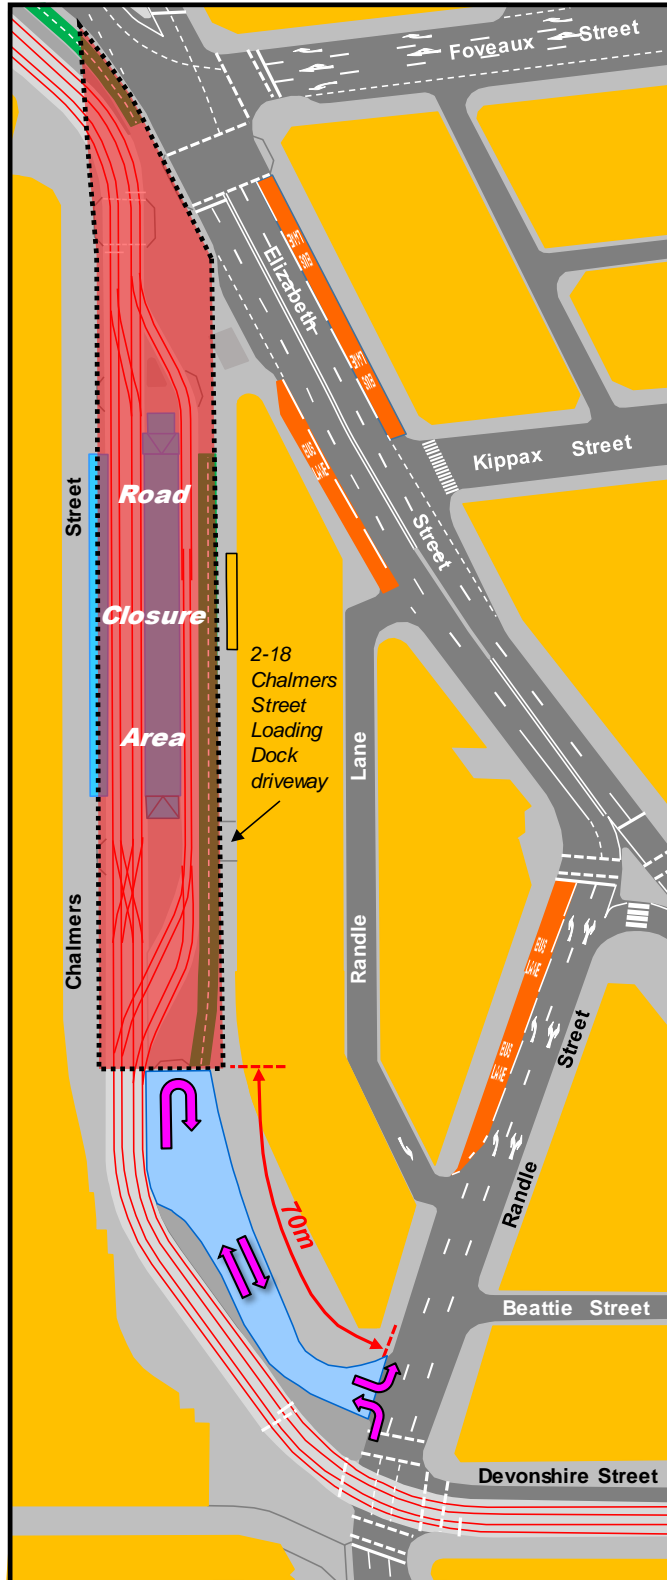 Foveaux Street
BUS
LANE
BUS
LANE
Elizabeth
Street
BUS
LANE
Kippax Street
Street
Chalmers
Road
Closure
Area
2-18
Chalmers
Street
Loading
Dock
driveway
Lane
Randle
BUS
LANE
BUS
LANE
Street
Randle
70m
Beattie Street
Devonshire Street